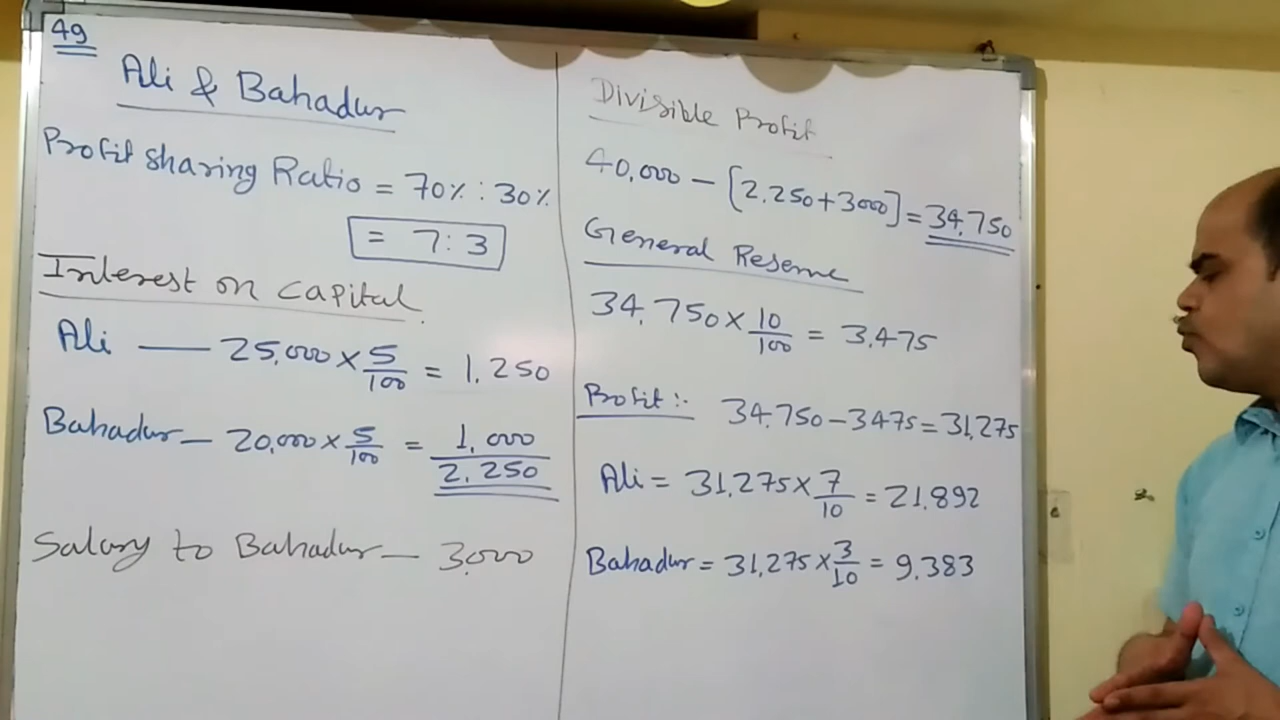 49
Ali & Bahadur
Profit sharing Ratio = 70% : 30%
= 7:3
Interest on capital
Ali — 25,000 × 5/100 = 1,250
Bahadur — 20,000 × 5/100 = 1,000
2,250
Salary to Bahadur — 3,000
Divisible Profit
40,000 — [2,250+3000] = 34,750
General Reserve
34,750 × 10/100 = 3,475
Profit :- 34,750 — 3475 = 31,275
Ali = 31,275 × 7/10 = 21,892
Bahadur = 31,275 × 3/10 = 9,383